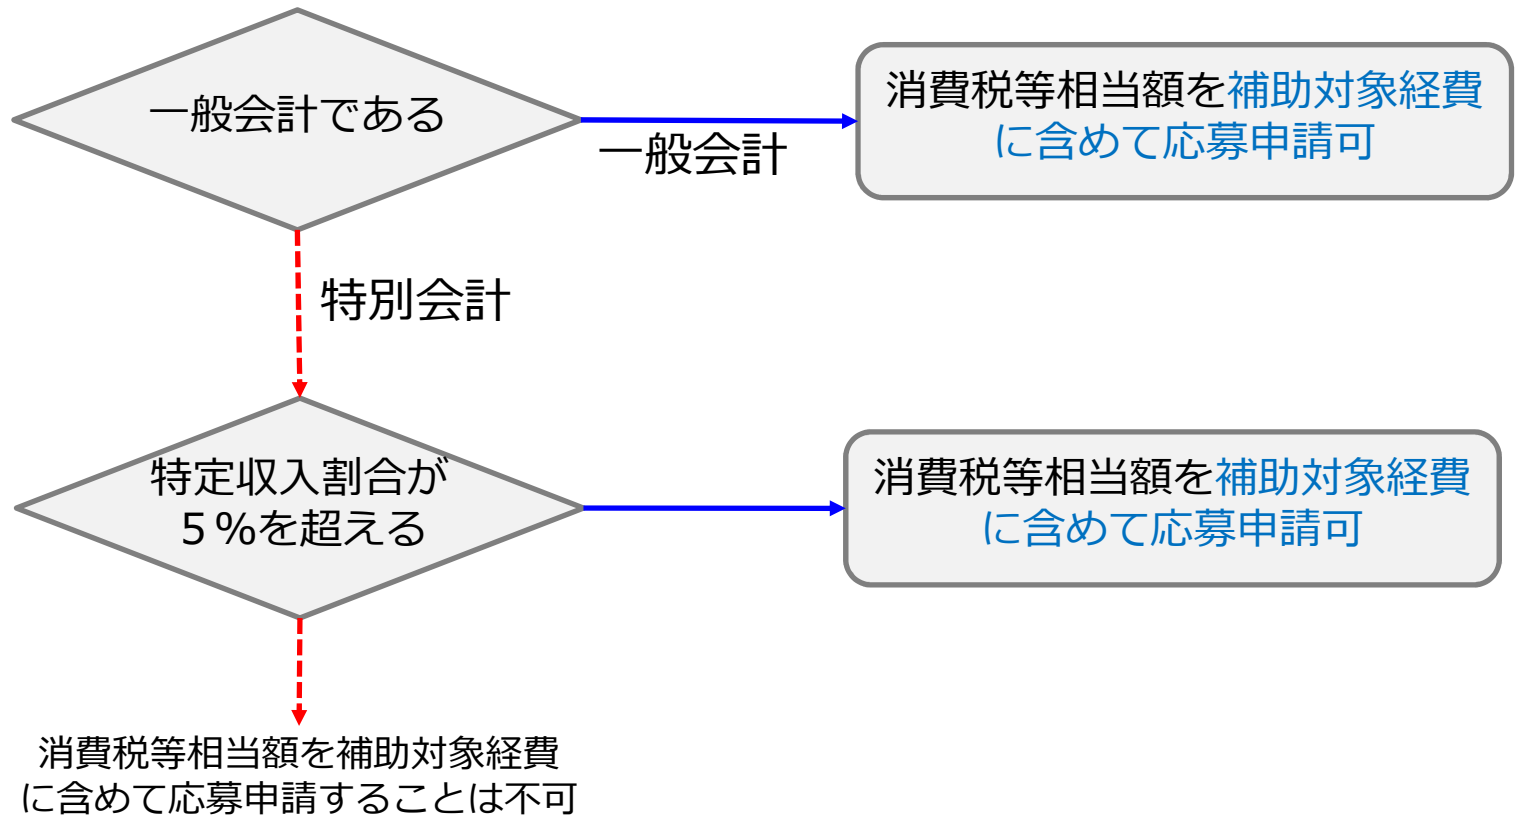 一般会計である
消費税等相当額を補助対象経費
に含めて応募申請可
一般会計
特別会計
特定収入割合が
５％を超える
消費税等相当額を補助対象経費
に含めて応募申請可
消費税等相当額を補助対象経費
に含めて応募申請することは不可